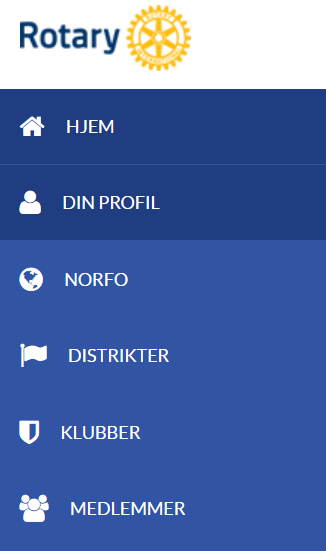 Rotary
HJEM
DIN PROFIL
NORFO
DISTRIKTER
KLUBBER
MEDLEMMER